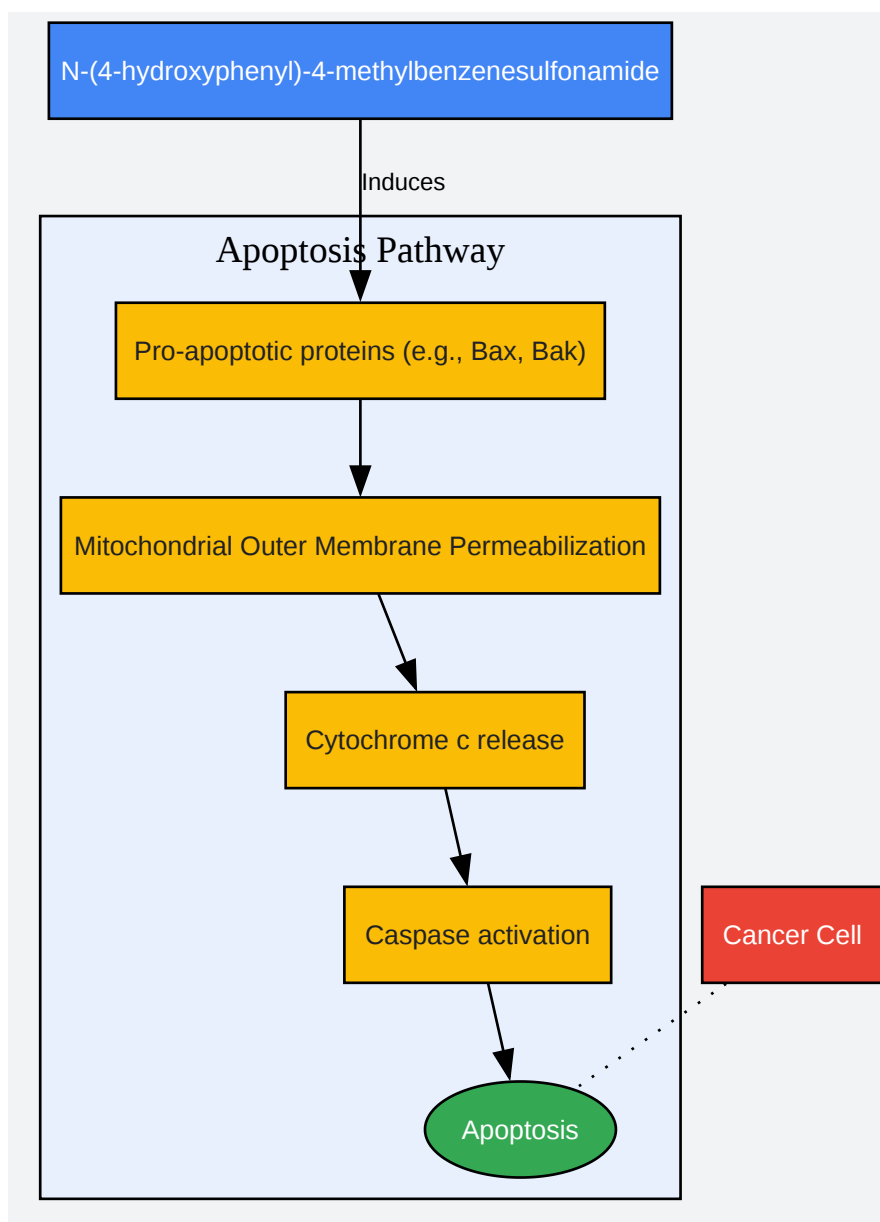 N-(4-hydroxyphenyl)-4-methylbenzenesulfonamide
Induces
Apoptosis Pathway
Pro-apoptotic proteins (e.g., Bax, Bak)
Mitochondrial Outer Membrane Permeabilization
Cytochrome c release
Caspase activation
Cancer Cell
Apoptosis